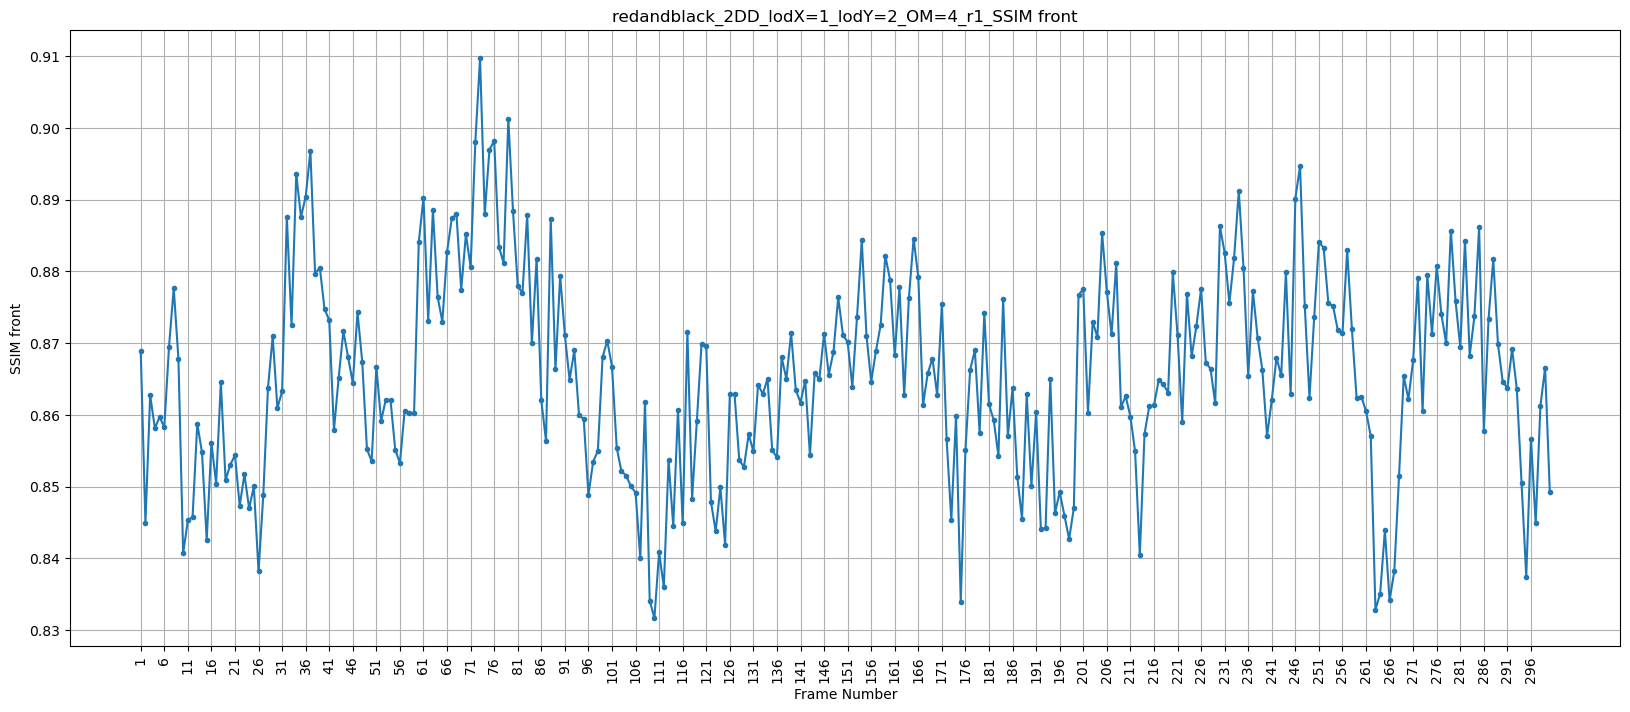 redandblack_2DD_lodX=1_lodY=2_OM=4_r1_SSIM front
SSIM front
0.91
0.90
0.89
0.88
0.87
0.86
0.85
0.84
0.83
1 6 11 16 21 26 31 36 41 46 51 56 61 66 71 76 81 86 91 96 101 106 111 116 121 126 131 136 141 146 151 156 161 166 171 176 181 186 191 196 201 206 211 216 221 226 231 236 241 246 251 256 261 266 271 276 281 286 291 296
Frame Number